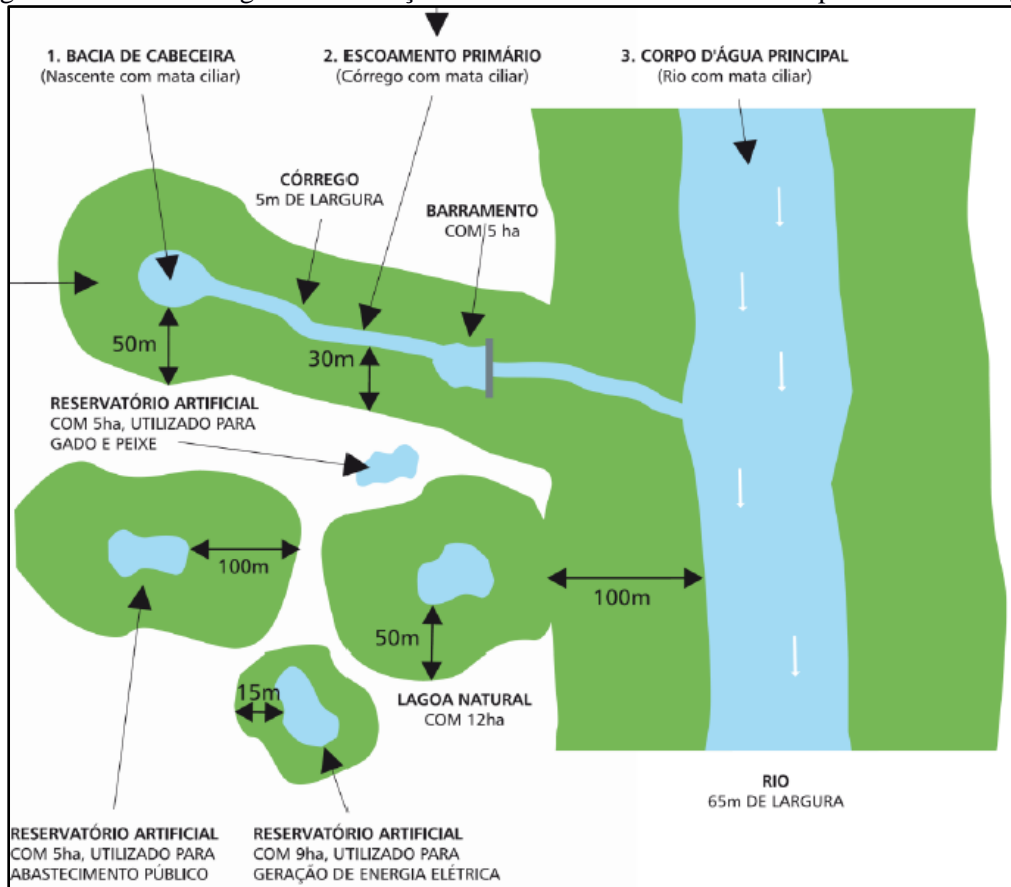 1. BACIA DE CABECEIRA
(Nascente com mata ciliar)
2. ESCOAMENTO PRIMÁRIO
(Córrego com mata ciliar)
3. CORPO D'ÁGUA PRINCIPAL
(Rio com mata ciliar)
CÓRREGO
5m DE LARGURA
BARRAMENTO
COM 5 ha
50m
30m
RESERVATÓRIO ARTIFICIAL
COM 5ha, UTILIZADO PARA
GADO E PEIXE
100m
100m
50m
15m
LAGOA NATURAL
COM 12ha
RIO
65m DE LARGURA
RESERVATÓRIO ARTIFICIAL
COM 5ha, UTILIZADO PARA
ABASTECIMENTO PÚBLICO
RESERVATÓRIO ARTIFICIAL
COM 9ha, UTILIZADO PARA
GERAÇÃO DE ENERGIA ELÉTRICA